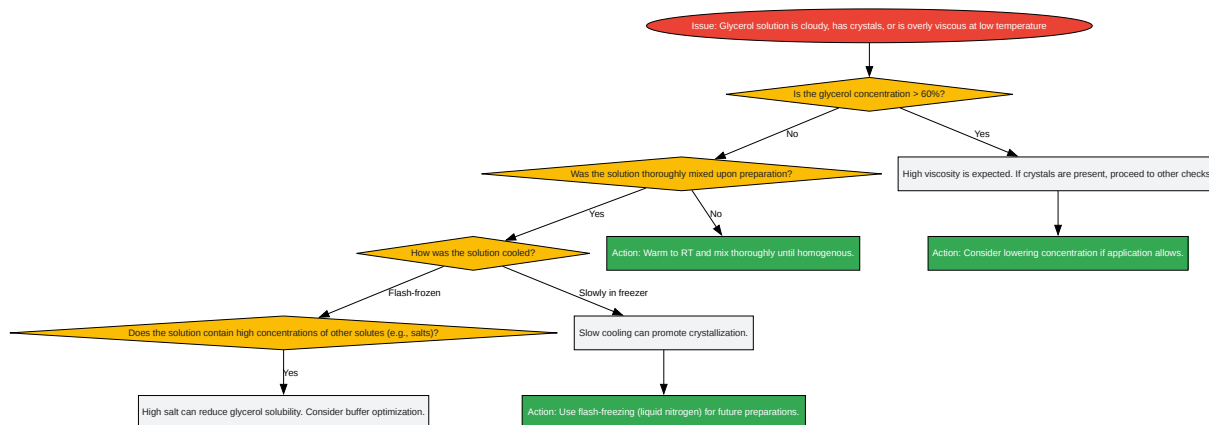 Issue: Glycerol solution is cloudy, has crystals, or is overly viscous at low temperature
Is the glycerol concentration > 60%?
No
Yes
Was the solution thoroughly mixed upon preparation?
High viscosity is expected. If crystals are present, proceed to other checks
Yes
No
How was the solution cooled?
Action: Warm to RT and mix thoroughly until homogenous.
Action: Consider lowering concentration if application allows.
Flash-frozen
Slowly in freezer
Does the solution contain high concentrations of other solutes (e.g., salts)?
Slow cooling can promote crystallization.
Yes
High salt can reduce glycerol solubility. Consider buffer optimization.
Action: Use flash-freezing (liquid nitrogen) for future preparations.